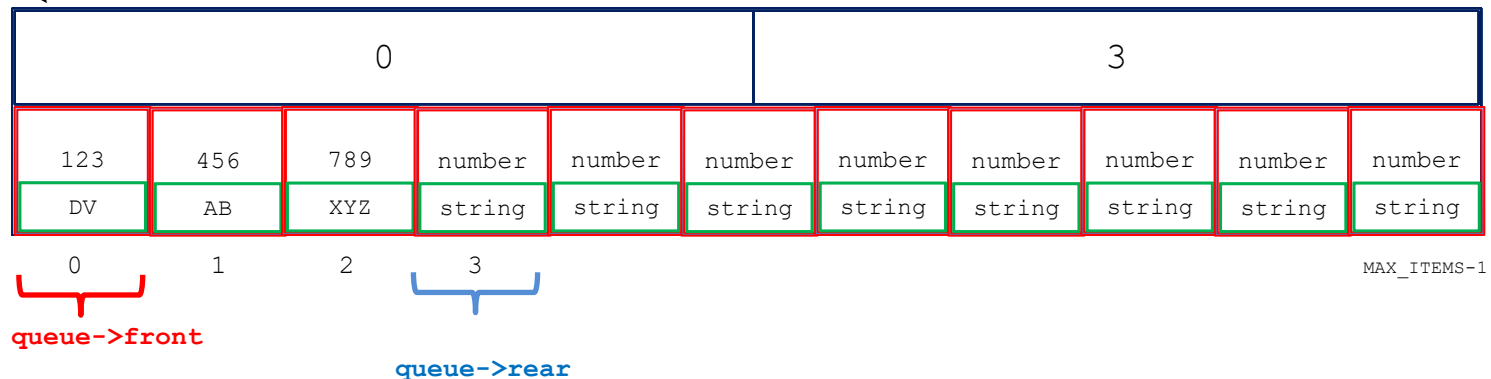 0 3
123 456 789 number number number number number number number number
DV AB XYZ string string string string string string string string
0 1 2 3 MAX_ITEMS-1
queue->front
queue->rear